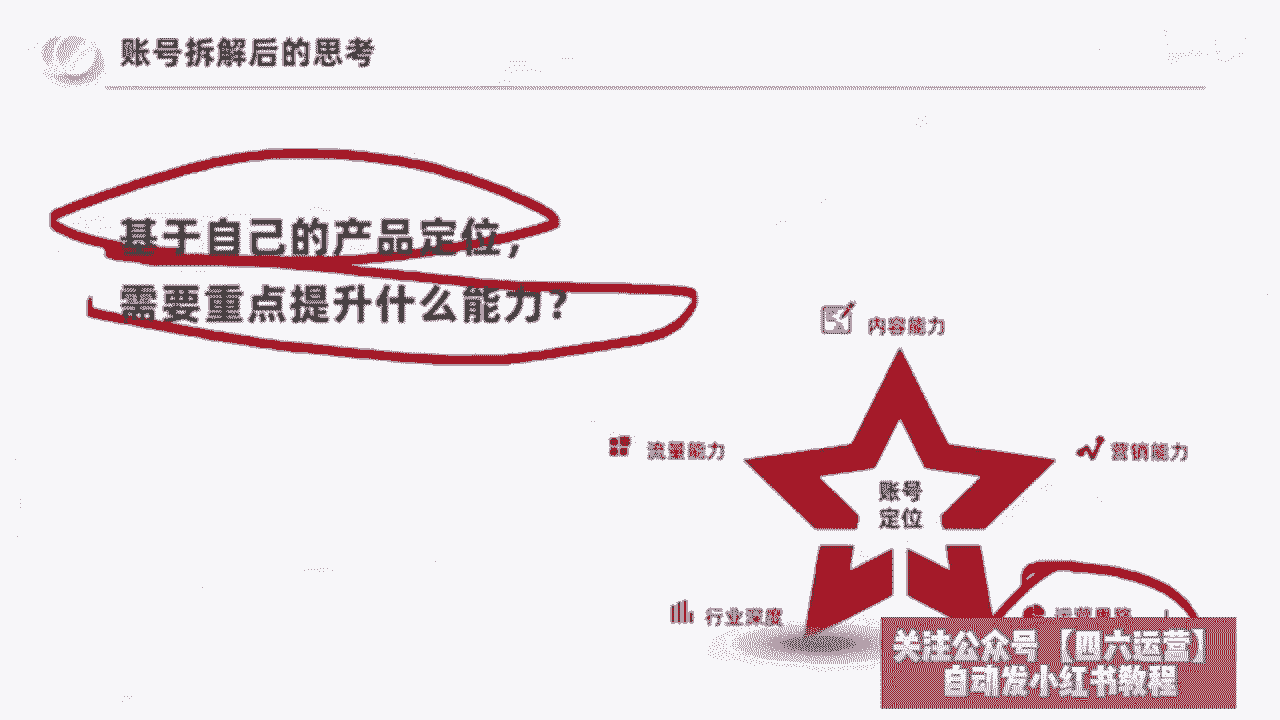 账号拆解后的思考
基于自己的产品定位，
需要重点提升什么能力？
内容能力
流量能力
营销能力
账号
定位
行业深度
关注公众号【四六运营】
自动发小红书教程